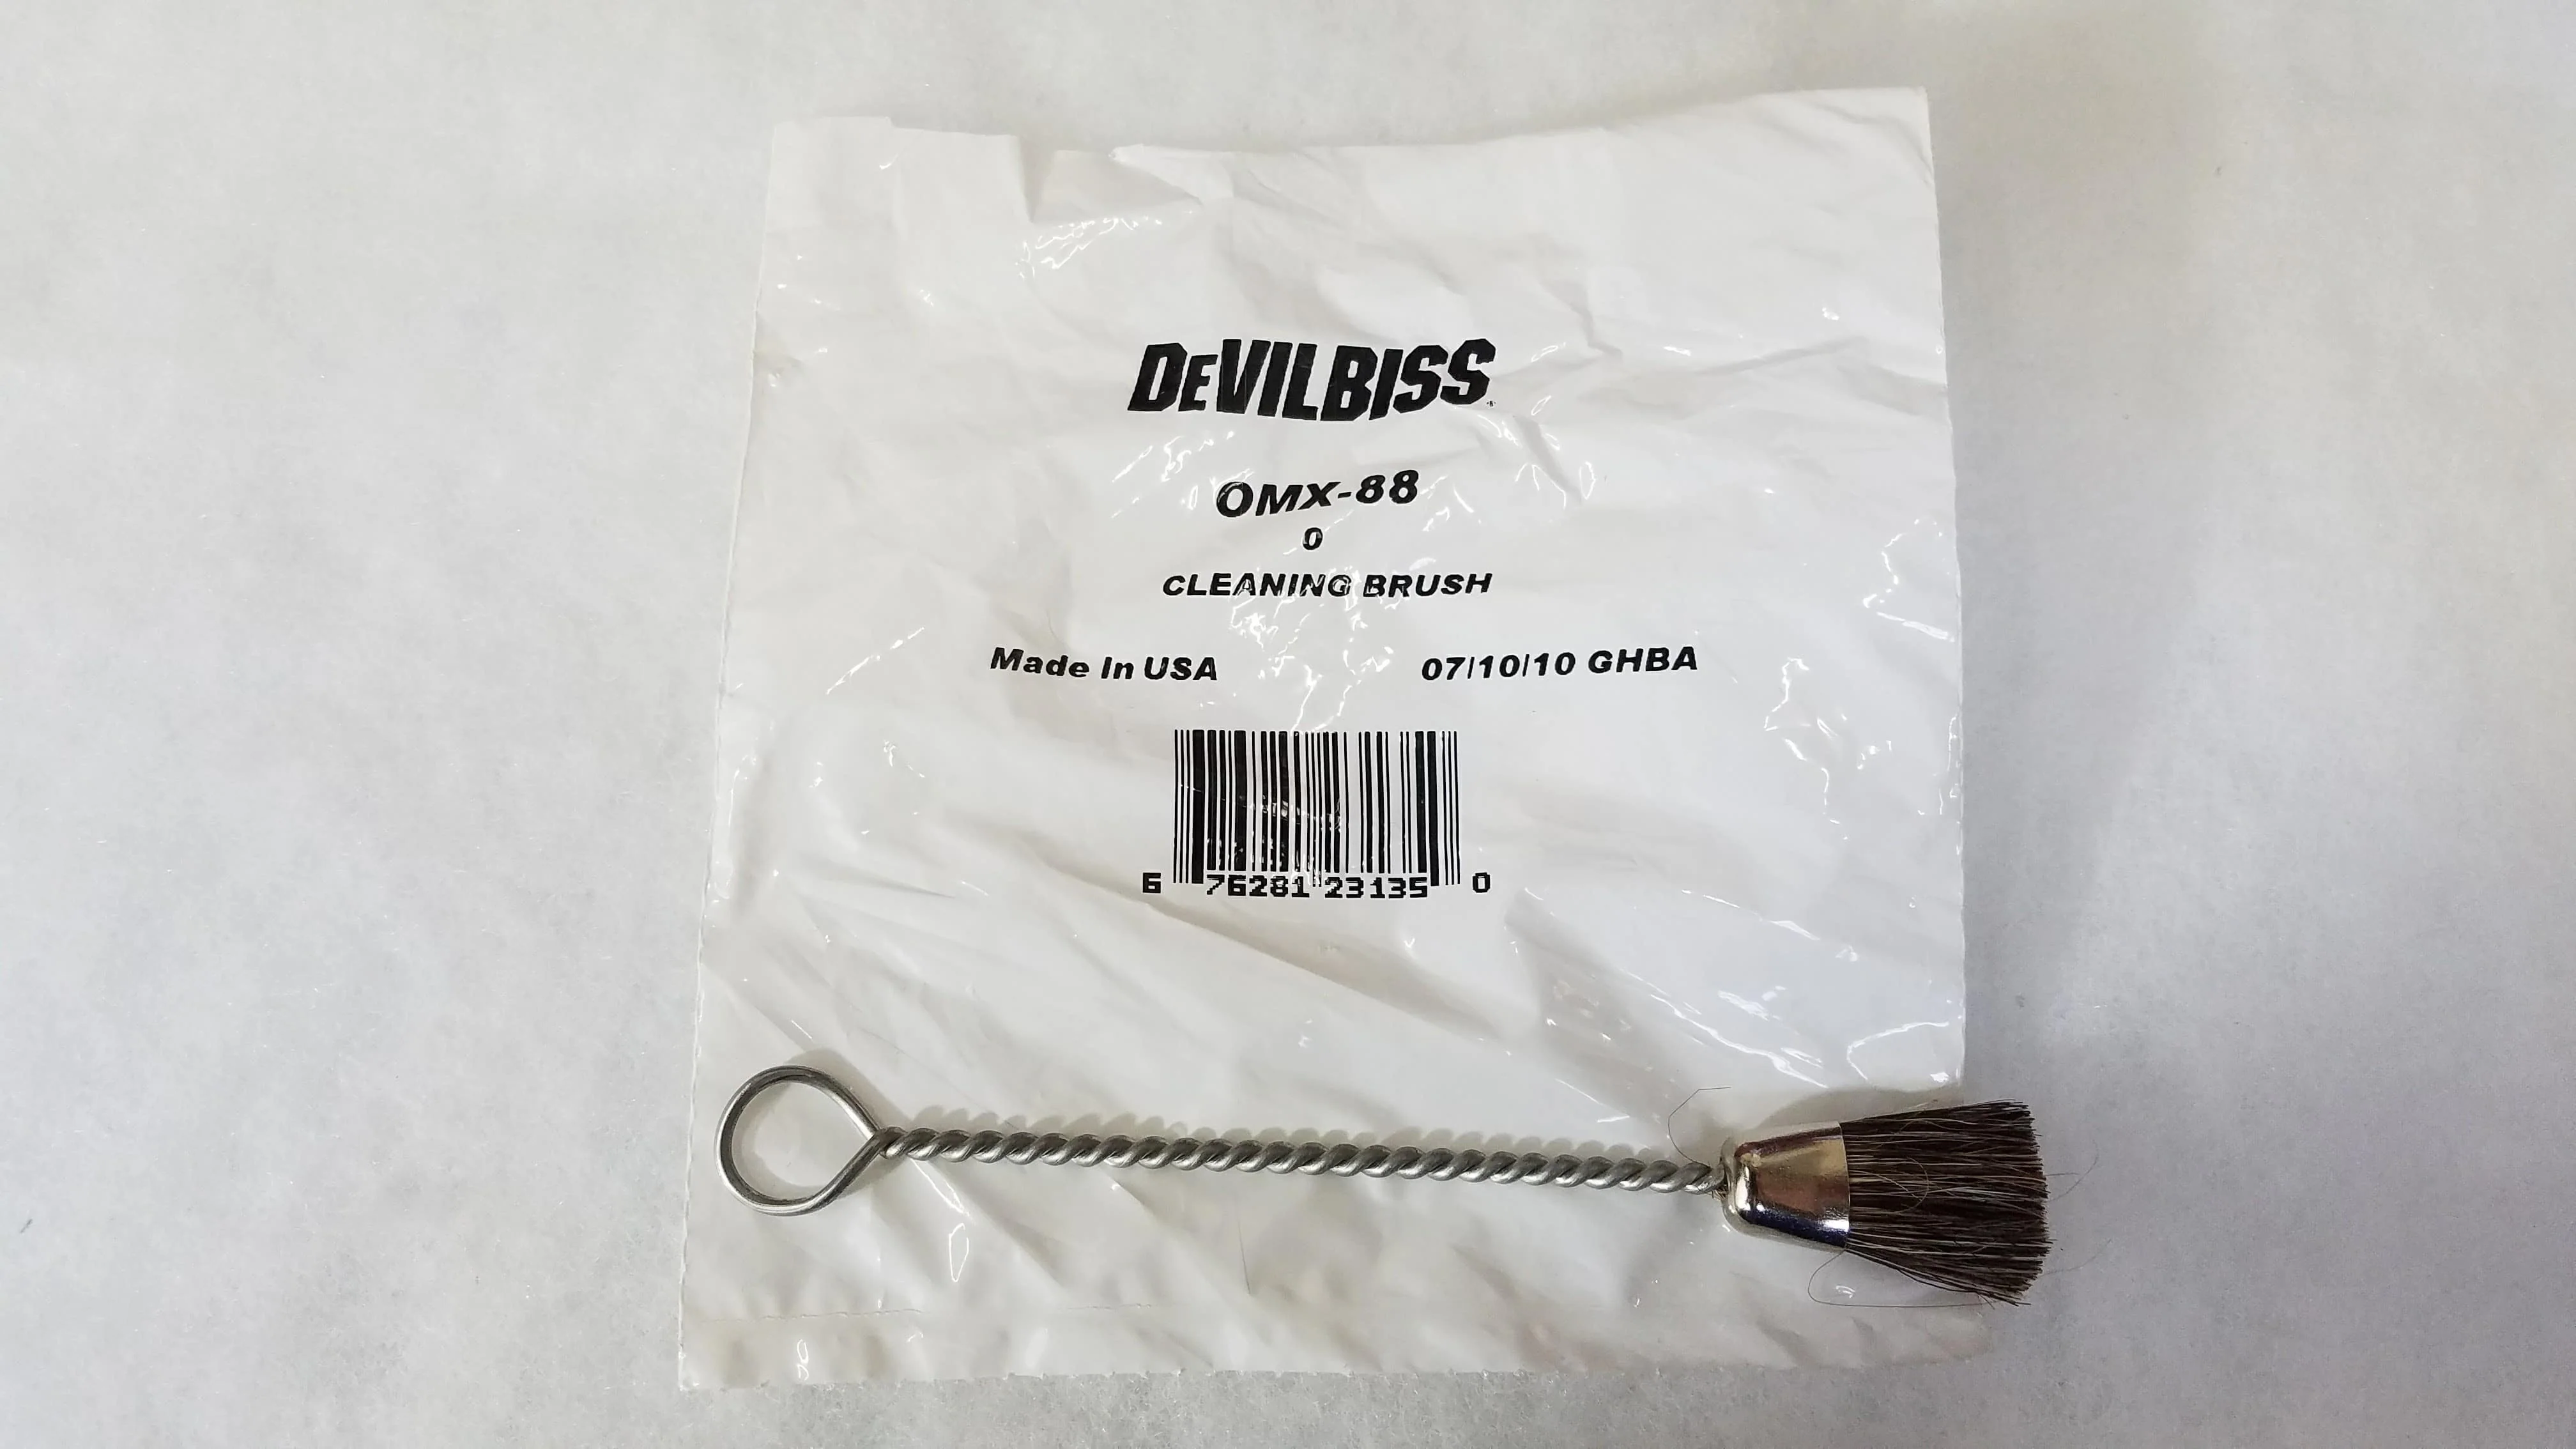 DEVILBISS
OMX-88
0
CLEANING BRUSH
Made In USA 07/10/10 GHBA
6 76281 23135 0